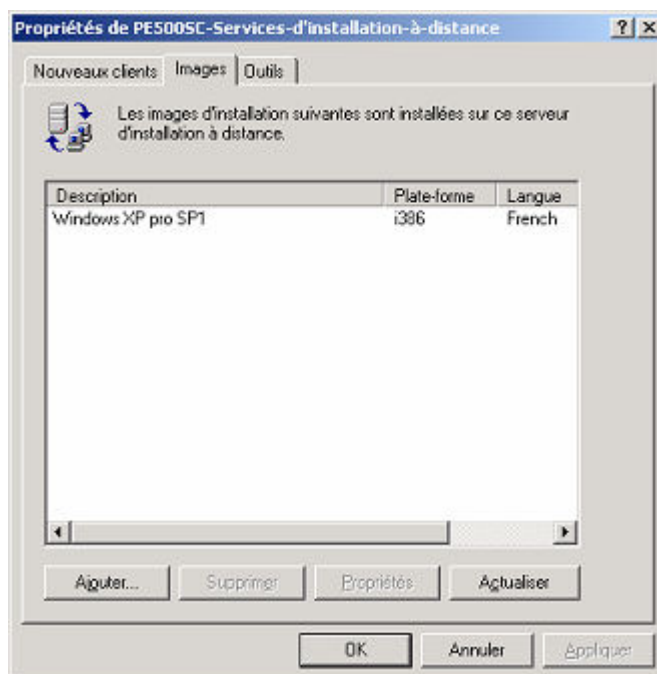 Propriétés de PE500SC-Services-d'installation-à-distance
Nouveaux clients Images Outils
Les images d'installation suivantes sont installées sur ce serveur
d'installation à distance.
Description Plate-forme Langue
Windows XP pro SP1 i386 French
Ajouter... Supprimer Propriétés Actualiser
OK Annuler Appliquer